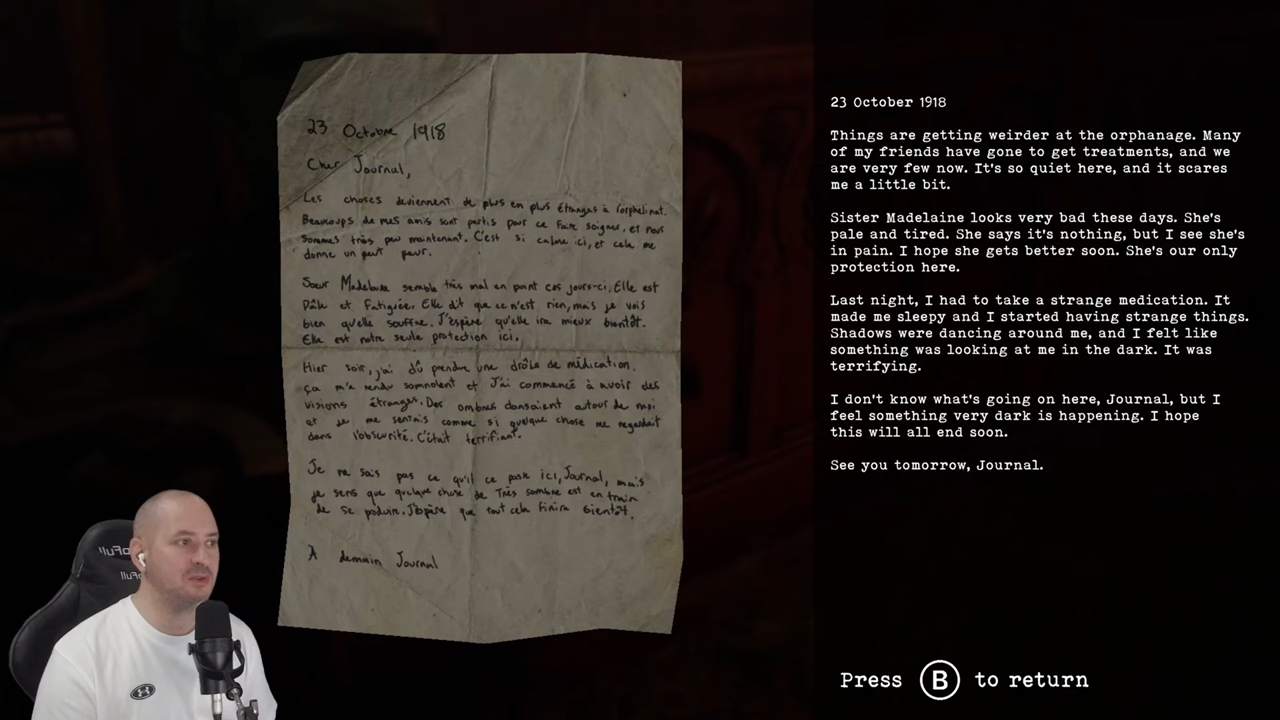 23 Octobre 1918
Cher Journal,
Les choses deviennent de plus en plus étranges à l'orphelinat.
Beaucoups de mes amis sont partis pour ce faire soigner, et nous
sommes très peu maintenant. C'est si calme ici, et cela me
donne un peut peur.
Sœur Madelaine semble très mal en point ces jours-ci. Elle est
Pâle et Fatiguée. Elle dit que ce n'est rien, mais je vois
bien qu'elle souffre. J'espère qu'elle ira mieux bientôt.
Elle est notre seule protection ici.
Hier soir, j'ai dû prendre une drôle de médication.
ça m'a rendu somnolent et J'ai commencé à avoir des
visions étranges. Des ombres dansaient autour de moi
et je me sentais comme si quelque chose me regardait
dans l'obscurité. C'était terrifiant.
Je ne sais pas ce qu'il ce passe ici, Journal, mais
je sens que quelque chose de Très sombre est en train
de se produire. J'espère que tout cela finira bientôt.
A demain Journal
23 October 1918
Things are getting weirder at the orphanage. Many
of my friends have gone to get treatments, and we
are very few now. It's so quiet here, and it scares
me a little bit.
Sister Madelaine looks very bad these days. She's
pale and tired. She says it's nothing, but I see she's
in pain. I hope she gets better soon. She's our only
protection here.
Last night, I had to take a strange medication. It
made me sleepy and I started having strange things.
Shadows were dancing around me, and I felt like
something was looking at me in the dark. It was
terrifying.
I don't know what's going on here, Journal, but I
feel something very dark is happening. I hope
this will all end soon.
See you tomorrow, Journal.
Press B to return